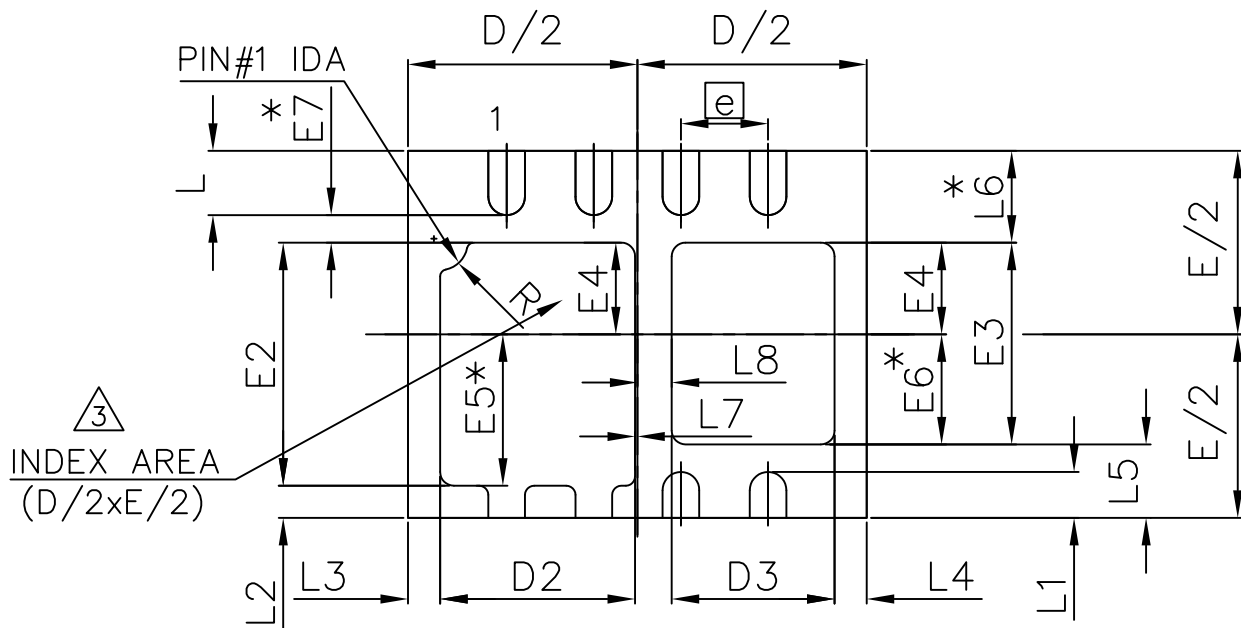 D/2
D/2
PIN#1 IDA
*
E7
1
e
L
*
L6
E/2
R
E4
E4
E2
E5*
L8
*
E6
E3
L7
3
INDEX AREA
(D/2xE/2)
E/2
L5
L2
L3
D2
D3
L4
L1